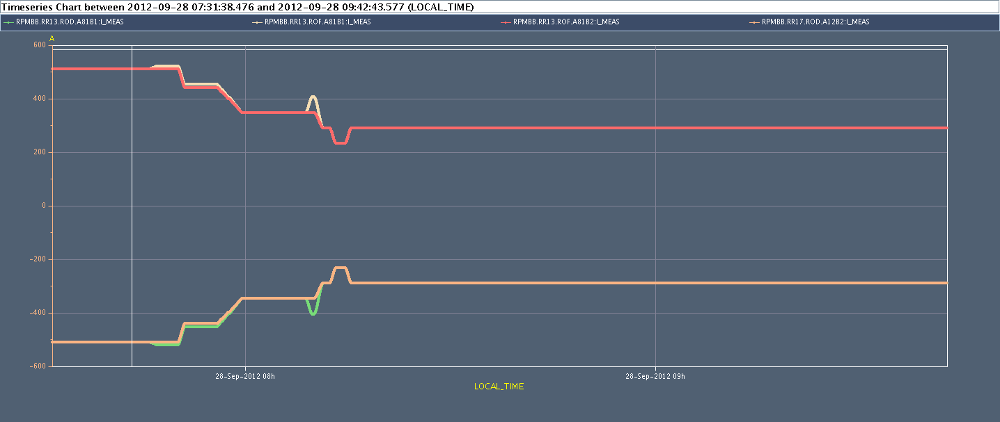 Timeseries Chart between 2012-09-28 07:31:38.476 and 2012-09-28 09:42:43.577 (LOCAL_TIME)
RPMBB.RR13.ROD.A81B1:I_MEAS RPMBB.RR13.ROF.A81B1:I_MEAS RPMBB.RR13.ROF.A81B2:I_MEAS RPMBB.RR17.ROD.A12B2:I_MEAS
A
600
400
200
0
-200
-400
-600
28-Sep-2012 08h 28-Sep-2012 09h
LOCAL_TIME